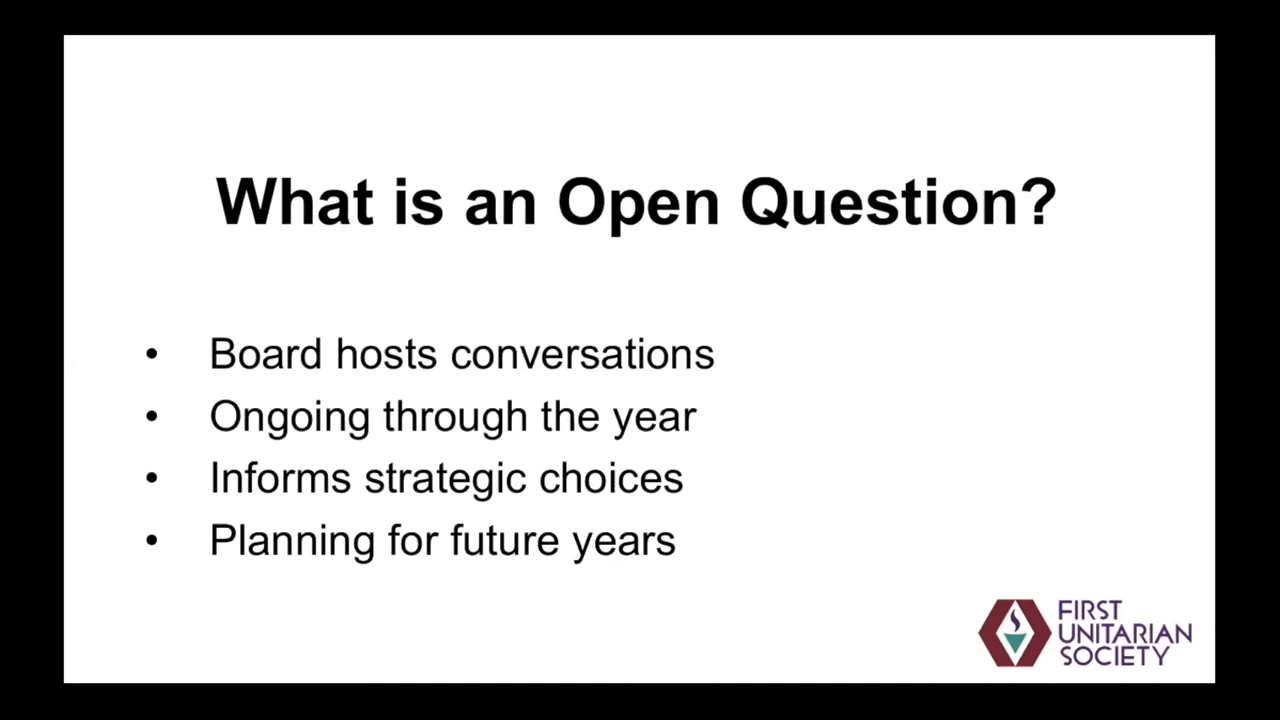 What is an Open Question?
• Board hosts conversations
• Ongoing through the year
• Informs strategic choices
• Planning for future years
FIRST
UNITARIAN
SOCIETY